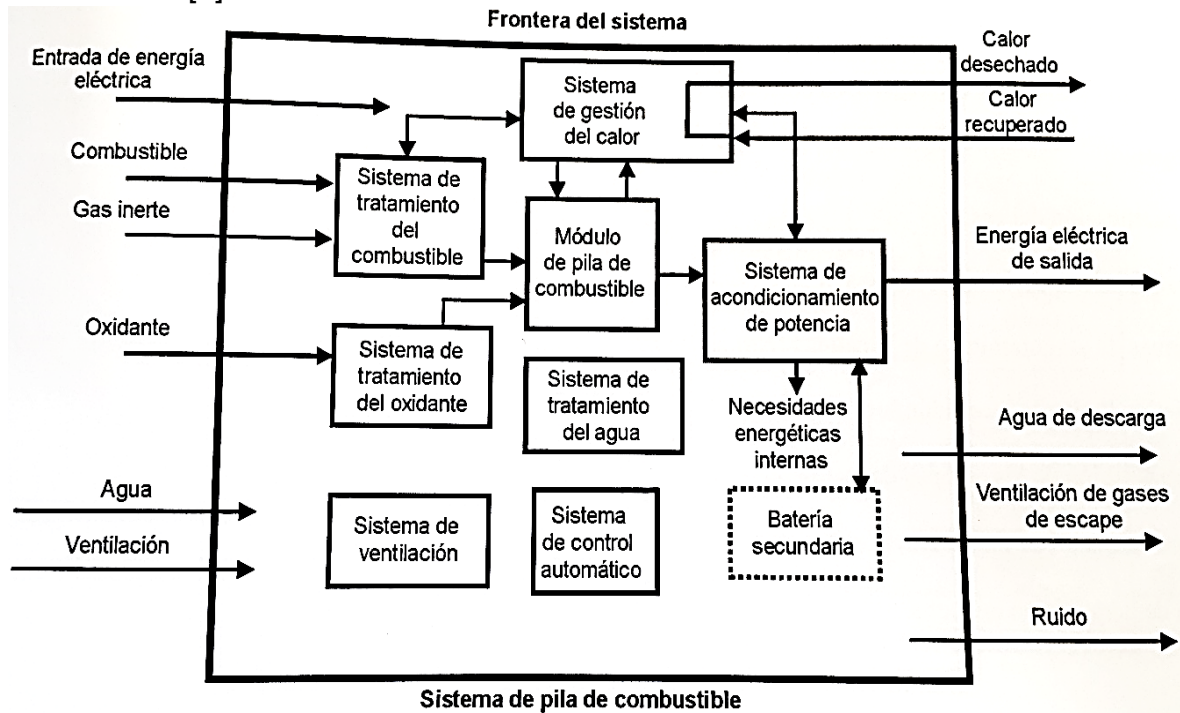 Frontera del sistema
Entrada de energía
eléctrica
Combustible
Gas inerte
Oxidante
Agua
Ventilación
Sistema
de gestión
del calor
Sistema de
tratamiento
del
combustible
Módulo
de pila de
combustible
Sistema de
acondicionamiento
de potencia
Sistema de
tratamiento
del oxidante
Sistema de
tratamiento
del agua
Necesidades
energéticas
internas
Sistema de
ventilación
Sistema
de control
automático
Batería
secundaria
Calor
desechado
Calor
recuperado
Energía eléctrica
de salida
Agua de descarga
Ventilación de gases
de escape
Ruido
Sistema de pila de combustible